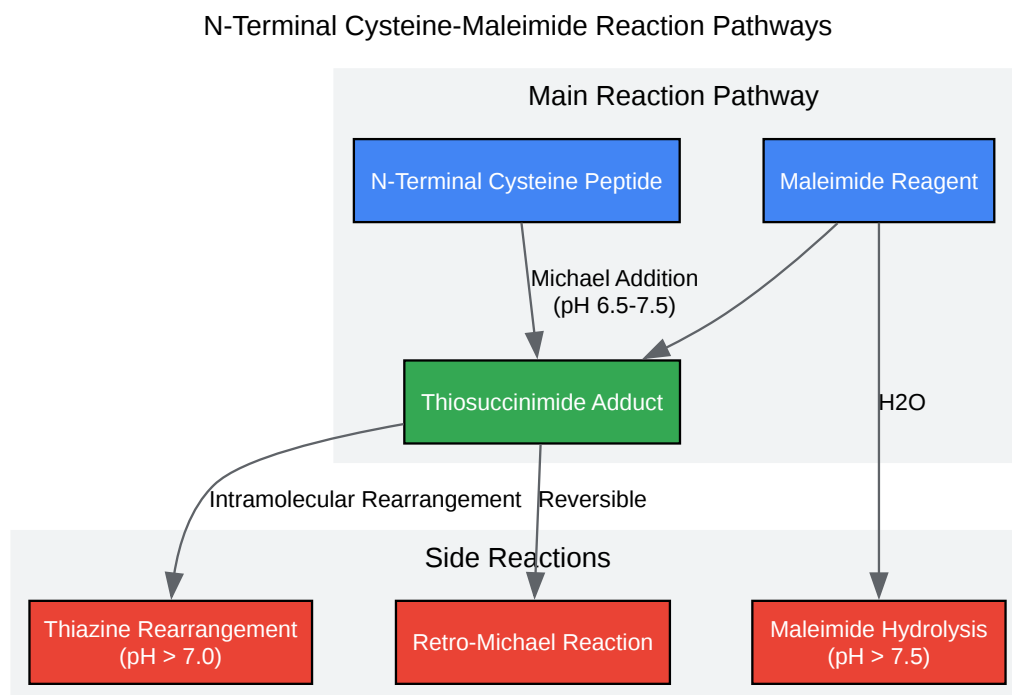 N-Terminal Cysteine-Maleimide Reaction Pathways
Main Reaction Pathway
N-Terminal Cysteine Peptide
Maleimide Reagent
Michael Addition
(pH 6.5-7.5)
Thiosuccinimide Adduct
H2O
Intramolecular Rearrangement
Reversible
Side Reactions
Thiazine Rearrangement
(pH > 7.0)
Retro-Michael Reaction
Maleimide Hydrolysis
(pH > 7.5)